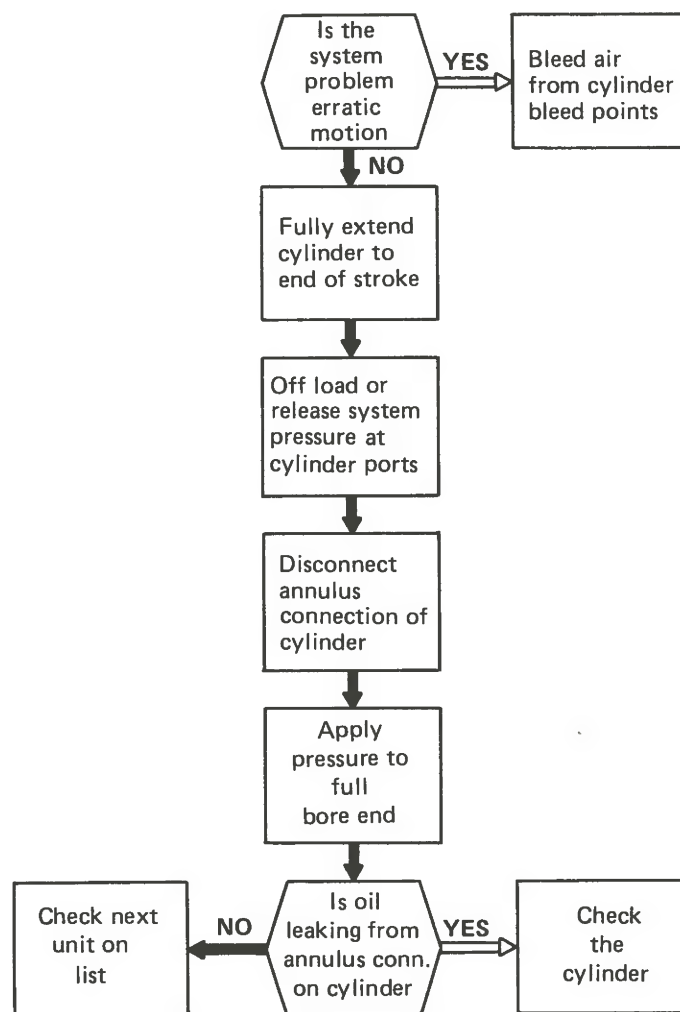 Is the
system
problem
erratic
motion
YES
Bleed air
from cylinder
bleed points
NO
Fully extend
cylinder to
end of stroke
Off load or
release system
pressure at
cylinder ports
Disconnect
annulus
connection of
cylinder
Apply
pressure to
full
bore end
Check next
unit on
list
NO
Is oil
leaking from
annulus conn.
on cylinder
YES
Check
the
cylinder